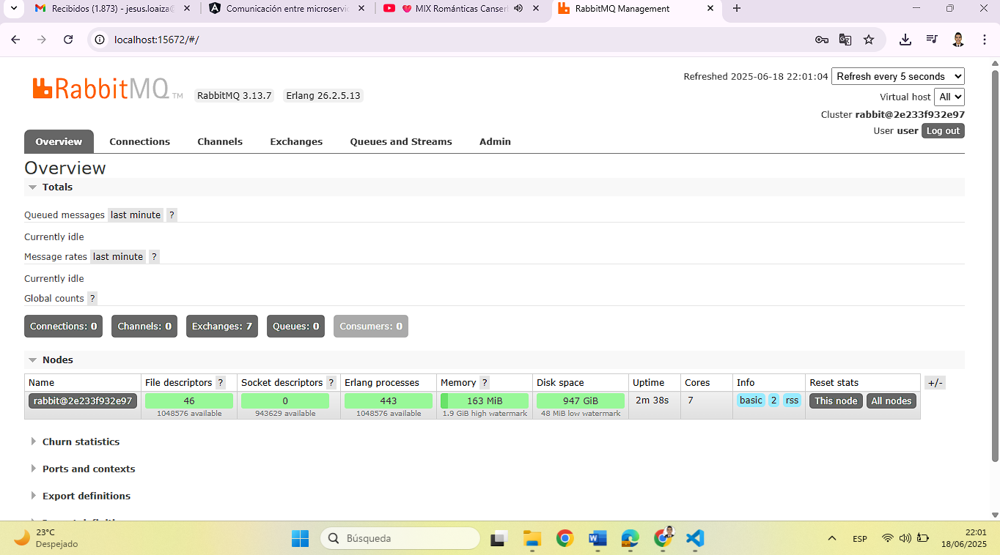 Recibidos (1.873) - jesus.loaiza@
Comunicación entre microservic
MIX Románticas Canserl
RabbitMQ Management
localhost:15672/#/
Refreshed 2025-06-18 22:01:04 Refresh every 5 seconds
RabbitMQ TM RabbitMQ 3.13.7 Erlang 26.2.5.13
Virtual host All
Cluster rabbit@2e233f932e97
User user Log out
Overview Connections Channels Exchanges Queues and Streams Admin
Overview
Totals
Queued messages last minute ?
Currently idle
Message rates last minute ?
Currently idle
Global counts ?
Connections: 0 Channels: 0 Exchanges: 7 Queues: 0 Consumers: 0
Nodes
Name File descriptors ? Socket descriptors ? Erlang processes Memory ? Disk space Uptime Cores Info Reset stats +/-
rabbit@2e233f932e97 46 0 443 163 MiB 947 GiB 2m 38s 7 basic 2 rss This node All nodes
1048576 available 943629 available 1048576 available 1.9 GiB high watermark 48 MiB low watermark
Churn statistics
Ports and contexts
Export definitions
23°C
Despejado
Búsqueda
ESP
22:01
18/06/2025